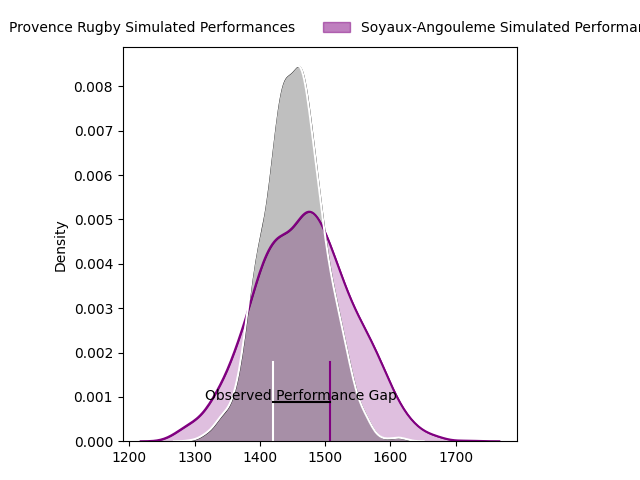 Provence Rugby Simulated Performances
Soyaux-Angouleme Simulated Performa
0.008
0.007
0.006
0.005
0.004
0.003
0.002
0.001
0.000
Density
Observed Performance Gap
1200 1300 1400 1500 1600 1700